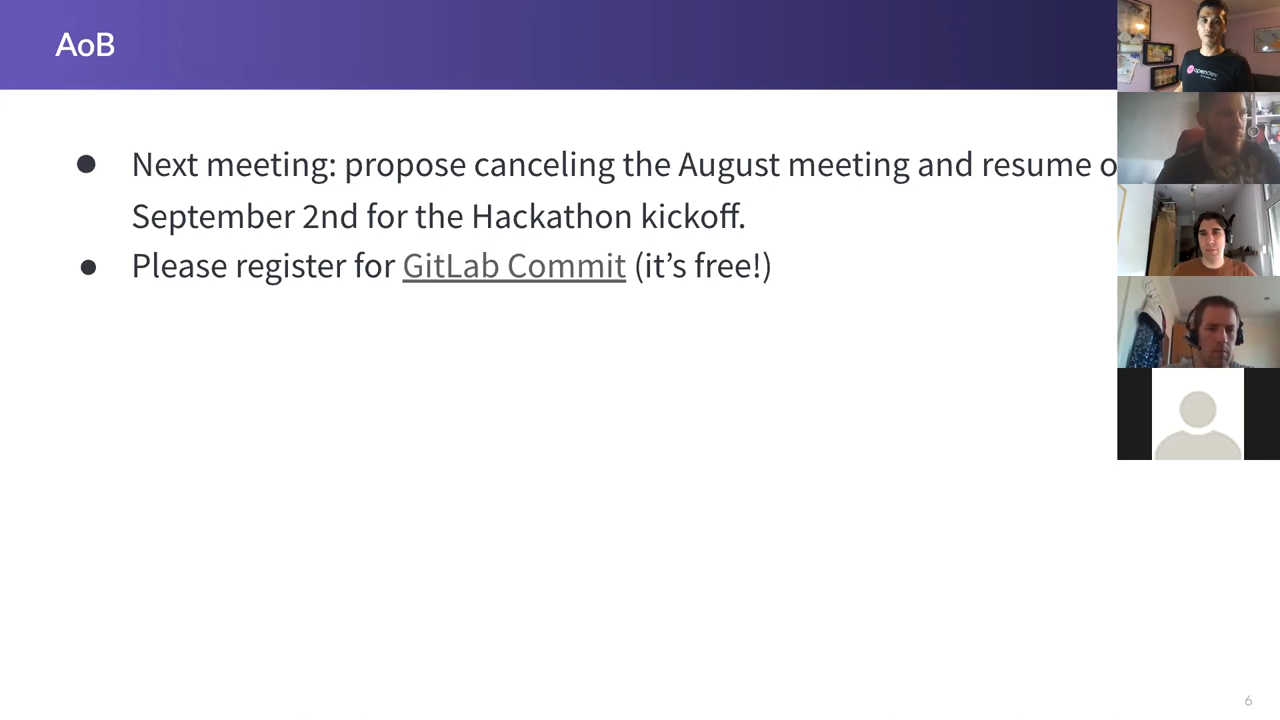 AoB
● Next meeting: propose canceling the August meeting and resume
September 2nd for the Hackathon kickoff.
● Please register for GitLab Commit (it’s free!)
6